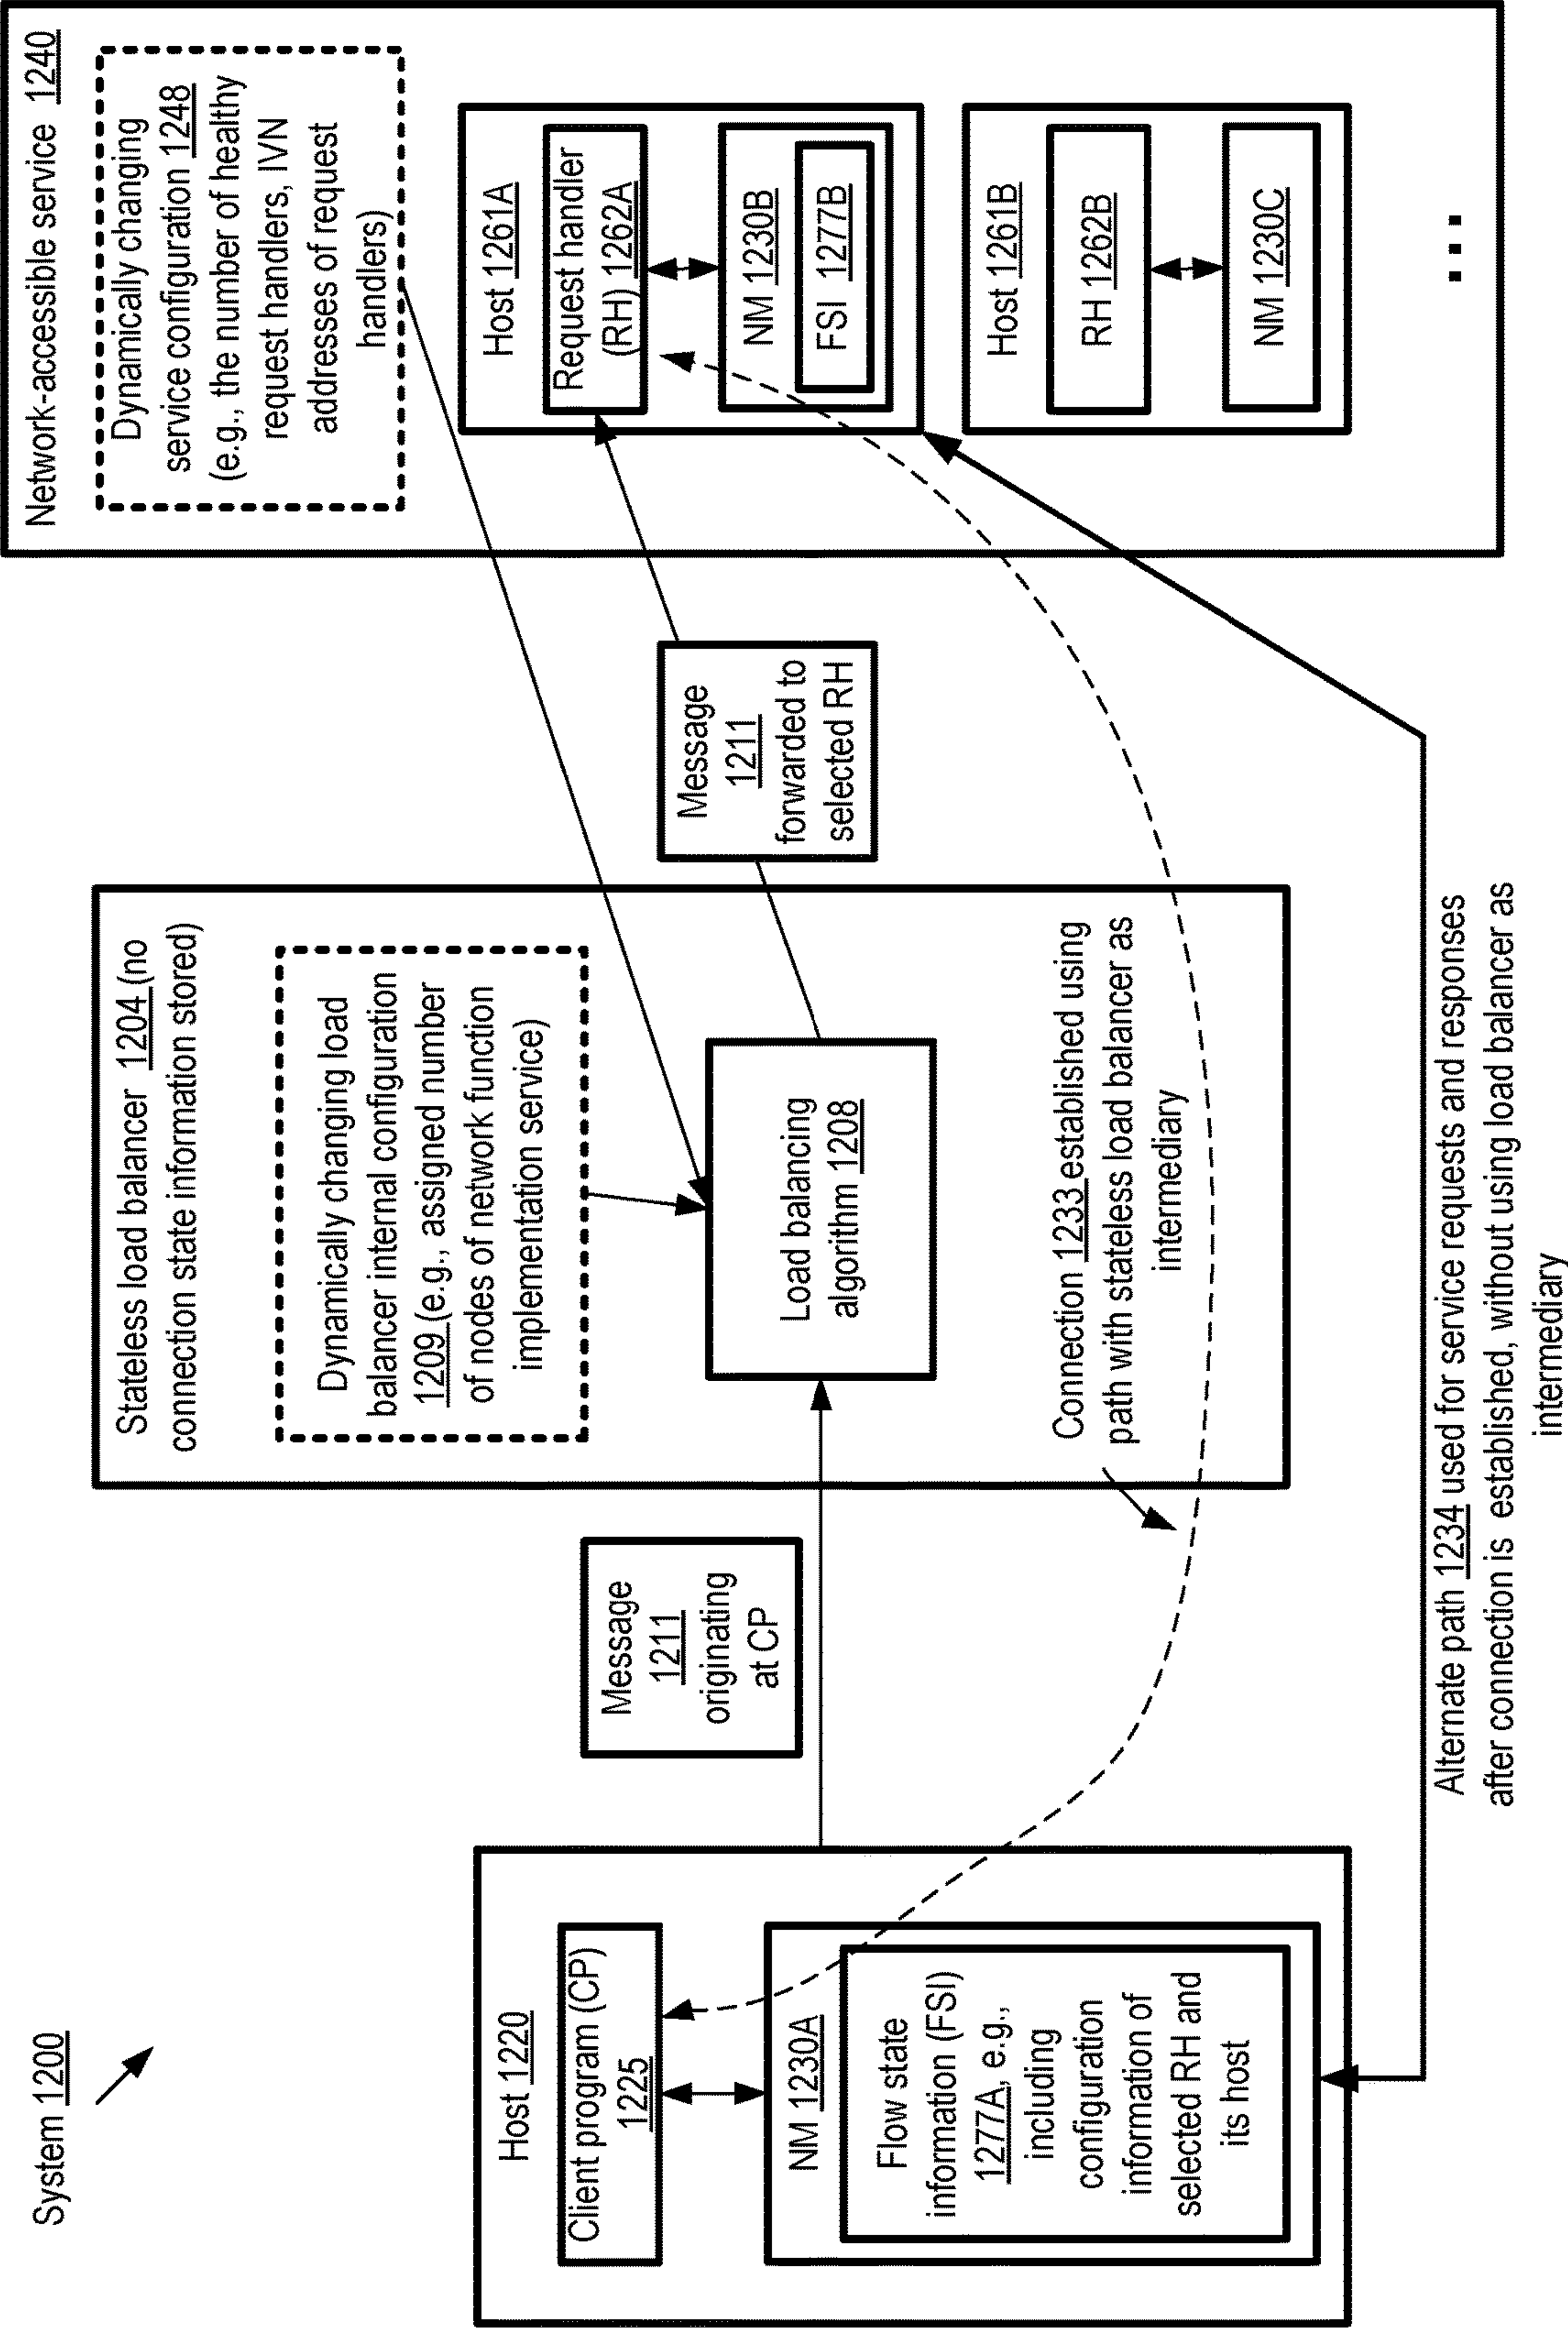 System 1200
Host 1220
Client program (CP)
1225
NM 1230A
Flow state
information (FSI)
1277A, e.g.,
including
configuration
information of
selected RH and
its host
Message
1211
originating
at CP
Stateless load balancer 1204 (no
connection state information stored)
Dynamically changing load
balancer internal configuration
1209 (e.g., assigned number
of nodes of network function
implementation service)
Load balancing
algorithm 1208
Connection 1233 established using
path with stateless load balancer as
intermediary
Message
1211
forwarded to
selected RH
Network-accessible service 1240
Dynamically changing
service configuration 1248
(e.g., the number of healthy
request handlers, IVN
addresses of request
handlers)
Host 1261A
Request handler
(RH) 1262A
NM 1230B
FSI 1277B
Host 1261B
RH 1262B
NM 1230C
...
Alternate path 1234 used for service requests and responses
after connection is established, without using load balancer as
intermediary